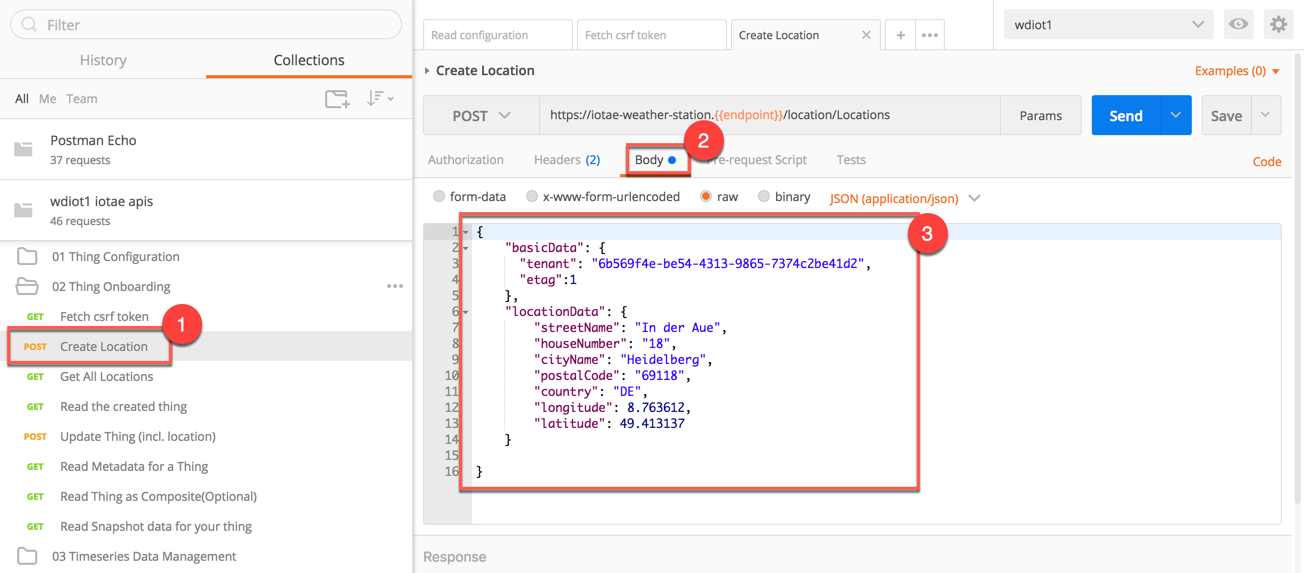 Filter
History
Collections
All Me Team
Postman Echo
37 requests
wdiot1 iotae apis
46 requests
01 Thing Configuration
02 Thing Onboarding
GET Fetch csrf token
1
POST Create Location
GET Get All Locations
GET Read the created thing
POST Update Thing (incl. location)
GET Read Metadata for a Thing
GET Read Thing as Composite(Optional)
GET Read Snapshot data for your thing
03 Timeseries Data Management
Read configuration
Fetch csrf token
Create Location
wdiot1
Create Location
Examples (0)
POST
https://iotae-weather-station.{{endpoint}}/location/Locations
Params
Send
Save
2
Authorization
Headers (2)
Body
re-request Script
Tests
Code
form-data
x-www-form-urlencoded
raw
binary
JSON (application/json)
3
1 {
2 "basicData": {
3 "tenant": "6b569f4e-be54-4313-9865-7374c2be41d2",
4 "etag":1
5 },
6 "locationData": {
7 "streetName": "In der Aue",
8 "houseNumber": "18",
9 "cityName": "Heidelberg",
10 "postalCode": "69118",
11 "country": "DE",
12 "longitude": 8.763612,
13 "latitude": 49.413137
14 }
15
16 }
Response